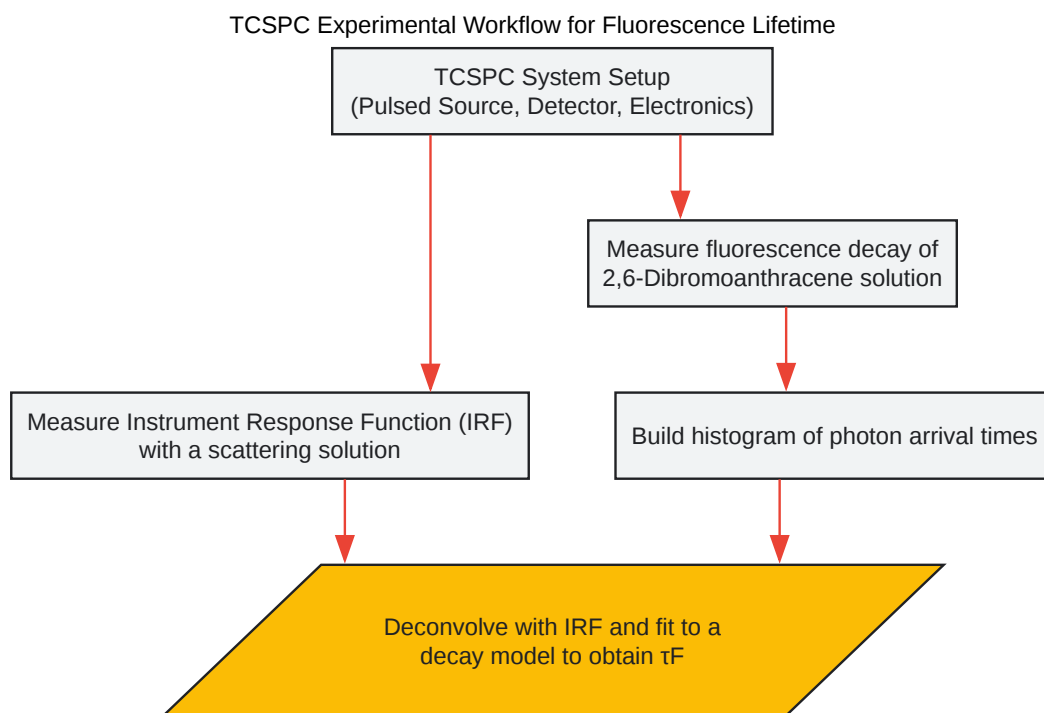 TCSPC Experimental Workflow for Fluorescence Lifetime
TCSPC System Setup
(Pulsed Source, Detector, Electronics)
Measure fluorescence decay of
2,6-Dibromoanthracene solution
Measure Instrument Response Function (IRF)
with a scattering solution
Build histogram of photon arrival times
Deconvolve with IRF and fit to a
decay model to obtain τF